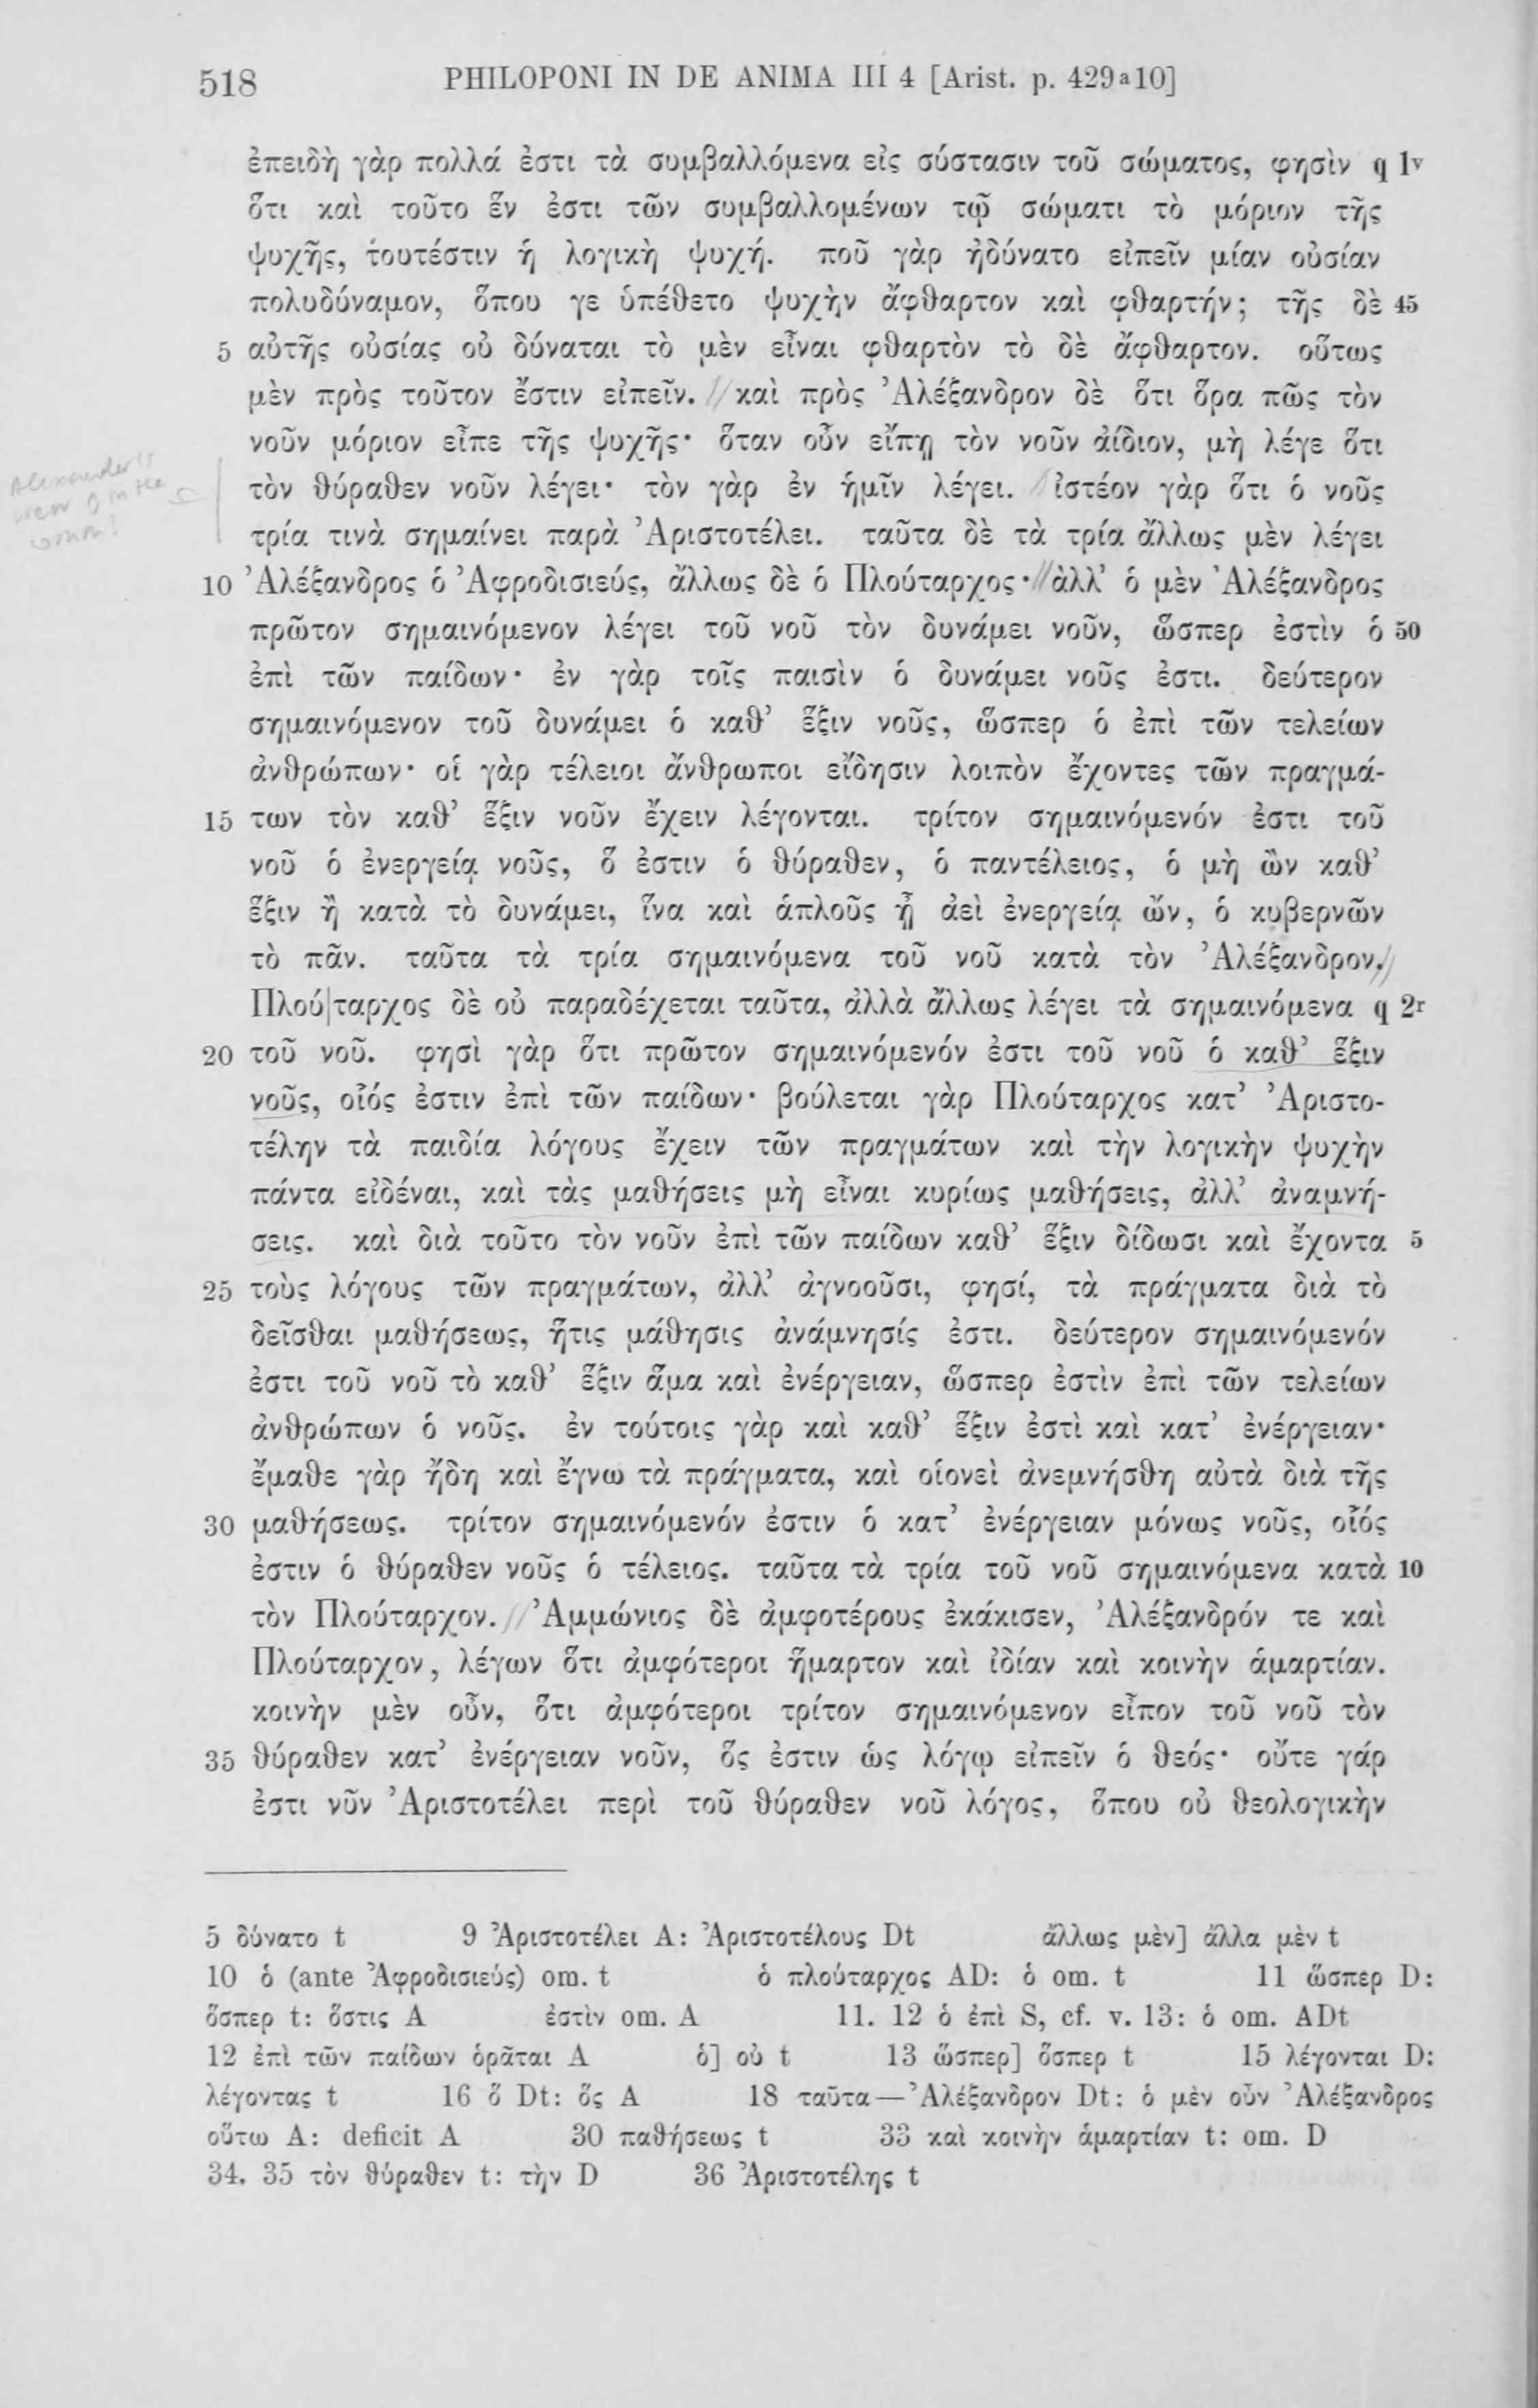 518 PHILOPONI IN DE ANIMA III 4 [Arist. p. 429a10]
ἐπειδὴ γὰρ πολλά ἐστι τὰ συμβαλλόμενα εἰς σύστασιν τοῦ σώματος, φησὶν q 1v
ὅτι καὶ τοῦτο ἕν ἐστι τῶν συμβαλλομένων τῷ σώματι τὸ μόριον τῆς
ψυχῆς, τουτέστιν ἡ λογικὴ ψυχή. ποῦ γὰρ ἠδύνατο εἰπεῖν μίαν οὐσίαν
πολυδύναμον, ὅπου γε ὑπέθετο ψυχὴν ἄφθαρτον καὶ φθαρτήν; τῆς δὲ 45
5 αὐτῆς οὐσίας οὐ δύναται τὸ μὲν εἶναι φθαρτὸν τὸ δὲ ἄφθαρτον. οὕτως
μὲν πρὸς τοῦτον ἔστιν εἰπεῖν. // καὶ πρὸς Ἀλέξανδρον δὲ ὅτι ὅρα πῶς τὸν
νοῦν μόριον εἶπε τῆς ψυχῆς· ὅταν οὖν εἴπῃ τὸν νοῦν ἀίδιον, μὴ λέγε ὅτι
Alexander's
view of in the
τὸν θύραθεν νοῦν λέγει· τὸν γὰρ ἐν ἡμῖν λέγει. // ἰστέον γὰρ ὅτι ὁ νοῦς
τρία τινὰ σημαίνει παρὰ Ἀριστοτέλει. ταῦτα δὲ τὰ τρία ἄλλως μὲν λέγει
10 Ἀλέξανδρος ὁ Ἀφροδισιεύς, ἄλλως δὲ ὁ Πλούταρχος· // ἀλλ’ ὁ μὲν Ἀλέξανδρος
πρῶτον σημαινόμενον λέγει τοῦ νοῦ τὸν δυνάμει νοῦν, ὥσπερ ἐστὶν ὁ 50
ἐπὶ τῶν παίδων· ἐν γὰρ τοῖς παισὶν ὁ δυνάμει νοῦς ἐστι. δεύτερον
σημαινόμενον τοῦ δυνάμει ὁ καθ’ ἕξιν νοῦς, ὥσπερ ὁ ἐπὶ τῶν τελείων
ἀνθρώπων· οἱ γὰρ τέλειοι ἄνθρωποι εἴδησιν λοιπὸν ἔχοντες τῶν πραγμά-
15 των τὸν καθ’ ἕξιν νοῦν ἔχειν λέγονται. τρίτον σημαινόμενόν ἐστι τοῦ
νοῦ ὁ ἐνεργείᾳ νοῦς, ὅ ἐστιν ὁ θύραθεν, ὁ παντέλειος, ὁ μὴ ὢν καθ’
ἕξιν ἢ κατὰ τὸ δυνάμει, ἵνα καὶ ἁπλοῦς ᾖ ἀεὶ ἐνεργείᾳ ὤν, ὁ κυβερνῶν
τὸ πᾶν. ταῦτα τὰ τρία σημαινόμενα τοῦ νοῦ κατὰ τὸν Ἀλέξανδρον. //
Πλού|ταρχος δὲ οὐ παραδέχεται ταῦτα, ἀλλὰ ἄλλως λέγει τὰ σημαινόμενα q 2r
20 τοῦ νοῦ. φησὶ γὰρ ὅτι πρῶτον σημαινόμενόν ἐστι τοῦ νοῦ ὁ καθ’ ἕξιν
νοῦς, οἷός ἐστιν ἐπὶ τῶν παίδων· βούλεται γὰρ Πλούταρχος κατ’ Ἀριστο-
τέλην τὰ παιδία λόγους ἔχειν τῶν πραγμάτων καὶ τὴν λογικὴν ψυχὴν
πάντα εἰδέναι, καὶ τὰς μαθήσεις μὴ εἶναι κυρίως μαθήσεις, ἀλλ’ ἀναμνή-
σεις. καὶ διὰ τοῦτο τὸν νοῦν ἐπὶ τῶν παίδων καθ’ ἕξιν δίδωσι καὶ ἔχοντα 5
25 τοὺς λόγους τῶν πραγμάτων, ἀλλ’ ἀγνοοῦσι, φησί, τὰ πράγματα διὰ τὸ
δεῖσθαι μαθήσεως, ἥτις μάθησις ἀνάμνησίς ἐστι. δεύτερον σημαινόμενόν
ἐστι τοῦ νοῦ τὸ καθ’ ἕξιν ἅμα καὶ ἐνέργειαν, ὥσπερ ἐστὶν ἐπὶ τῶν τελείων
ἀνθρώπων ὁ νοῦς. ἐν τούτοις γὰρ καὶ καθ’ ἕξιν ἐστὶ καὶ κατ’ ἐνέργειαν·
ἔμαθε γὰρ ἤδη καὶ ἔγνω τὰ πράγματα, καὶ οἱονεὶ ἀνεμνήσθη αὐτὰ διὰ τῆς
30 μαθήσεως. τρίτον σημαινόμενόν ἐστιν ὁ κατ’ ἐνέργειαν μόνως νοῦς, οἷός
ἐστιν ὁ θύραθεν νοῦς ὁ τέλειος. ταῦτα τὰ τρία τοῦ νοῦ σημαινόμενα κατὰ 10
τὸν Πλούταρχον. // Ἀμμώνιος δὲ ἀμφοτέρους ἐκάκισεν, Ἀλέξανδρόν τε καὶ
Πλούταρχον, λέγων ὅτι ἀμφότεροι ἥμαρτον καὶ ἰδίαν καὶ κοινὴν ἁμαρτίαν.
κοινὴν μὲν οὖν, ὅτι ἀμφότεροι τρίτον σημαινόμενον εἶπον τοῦ νοῦ τὸν
35 θύραθεν κατ’ ἐνέργειαν νοῦν, ὅς ἐστιν ὡς λόγῳ εἰπεῖν ὁ θεός· οὔτε γάρ
ἐστι νῦν Ἀριστοτέλει περὶ τοῦ θύραθεν νοῦ λόγος, ὅπου οὐ θεολογικὴν
5 δύνατο t 9 Ἀριστοτέλει A: Ἀριστοτέλους Dt ἄλλως μὲν] ἄλλα μὲν t
10 ὁ (ante Ἀφροδισιεύς) om. t ὁ πλούταρχος AD: ὁ om. t 11 ὥσπερ D:
ὅσπερ t: ὅστις A ἐστὶν om. A 11. 12 ὁ ἐπὶ S, cf. v. 13: ὁ om. ADt
12 ἐπὶ τῶν παίδων ὁρᾶται A ὁ] οὐ t 13 ὥσπερ] ὅσπερ t 15 λέγονται D:
λέγοντας t 16 ὅ Dt: ὅς A 18 ταῦτα—Ἀλέξανδρον Dt: ὁ μὲν οὖν Ἀλέξανδρος
οὕτω A: deficit A 30 παθήσεως t 33 καὶ κοινὴν ἁμαρτίαν t: om. D
34. 35 τὸν θύραθεν t: τὴν D 36 Ἀριστοτέλης t